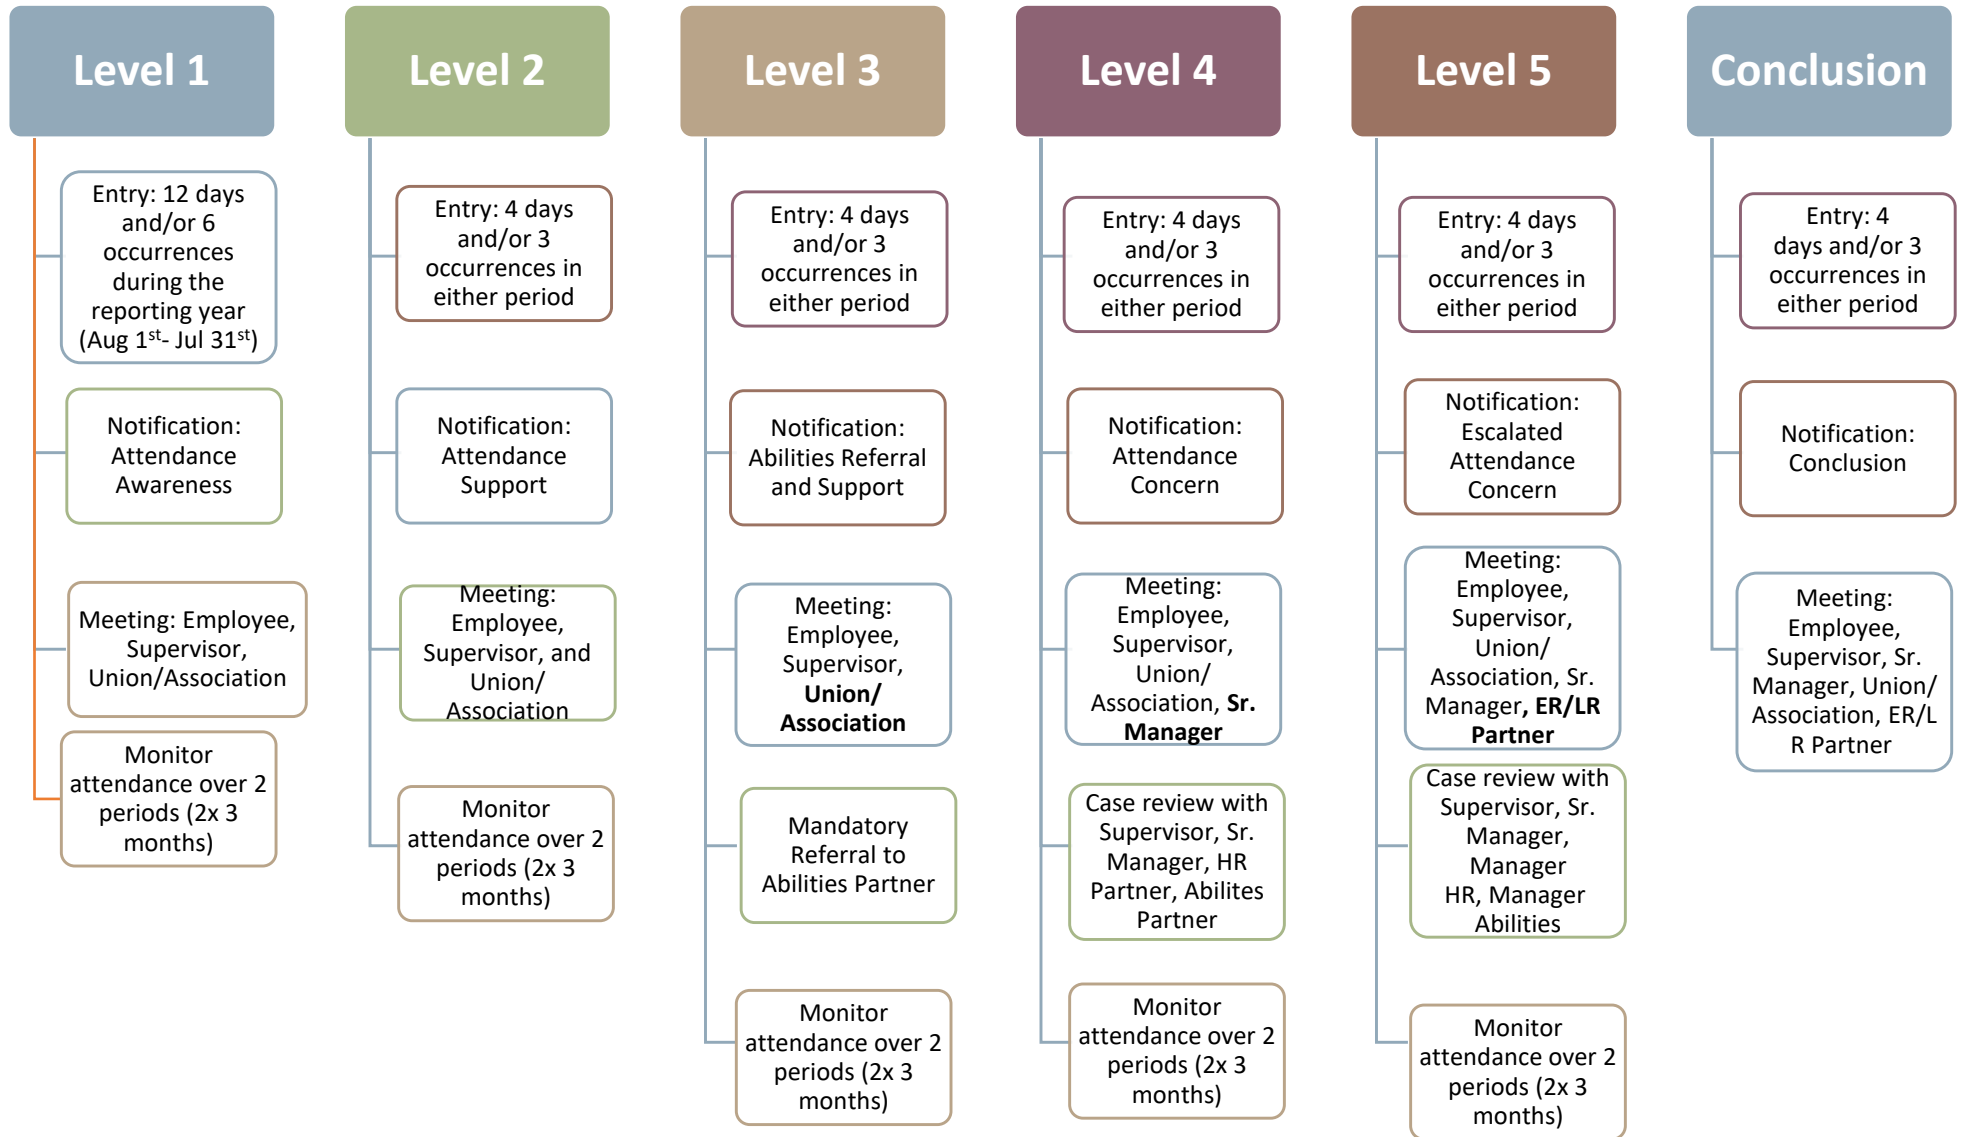 Level 1
Entry: 12 days
and/or 6
occurrences
during the
reporting year
(Aug 1st- Jul 31st)
Notification:
Attendance
Awareness
Meeting: Employee,
Supervisor,
Union/Association
Monitor
attendance over 2
periods (2x 3
months)
Level 2
Entry: 4 days
and/or 3
occurrences in
either period
Notification:
Attendance
Support
Meeting:
Employee,
Supervisor, and
Union/
Association
Monitor
attendance over 2
periods (2x 3
months)
Level 3
Entry: 4 days
and/or 3
occurrences in
either period
Notification:
Abilities Referral
and Support
Meeting:
Employee,
Supervisor,
Union/
Association
Mandatory
Referral to
Abilities Partner
Monitor
attendance over 2
periods (2x 3
months)
Level 4
Entry: 4 days
and/or 3
occurrences in
either period
Notification:
Attendance
Concern
Meeting:
Employee,
Supervisor,
Union/
Association, Sr.
Manager
Case review with
Supervisor, Sr.
Manager, HR
Partner, Abilites
Partner
Monitor
attendance over 2
periods (2x 3
months)
Level 5
Entry: 4 days
and/or 3
occurrences in
either period
Notification:
Escalated
Attendance
Concern
Meeting:
Employee,
Supervisor,
Union/
Association, Sr.
Manager, ER/LR
Partner
Case review with
Supervisor, Sr.
Manager,
Manager
HR, Manager
Abilities
Monitor
attendance over 2
periods (2x 3
months)
Conclusion
Entry: 4
days and/or 3
occurrences in
either period
Notification:
Conclusion
Meeting:
Employee,
Supervisor, Sr.
Manager, Union/
Association, ER/L
R Partner